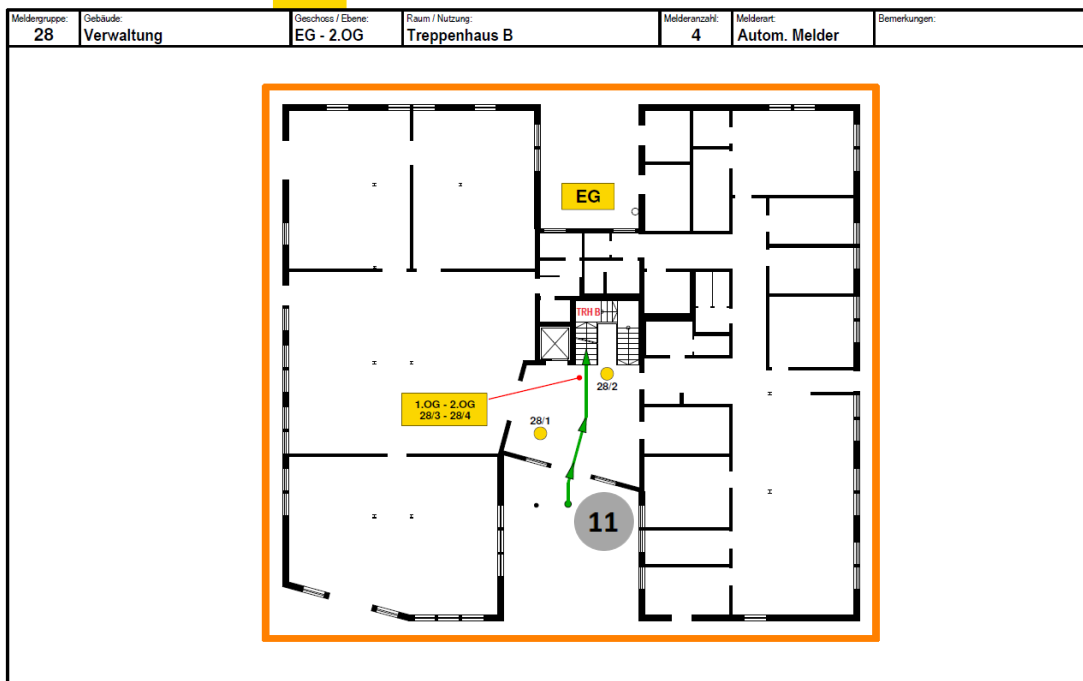 Meldergruppe: Gebäude: Geschoss / Ebene: Raum / Nutzung: Melderanzahl: Melderart: Bemerkungen:
28 Verwaltung EG - 2.OG Treppenhaus B 4 Autom. Melder
EG
TRH B
28/2
1.OG - 2.OG
28/3 - 28/4
28/1
11